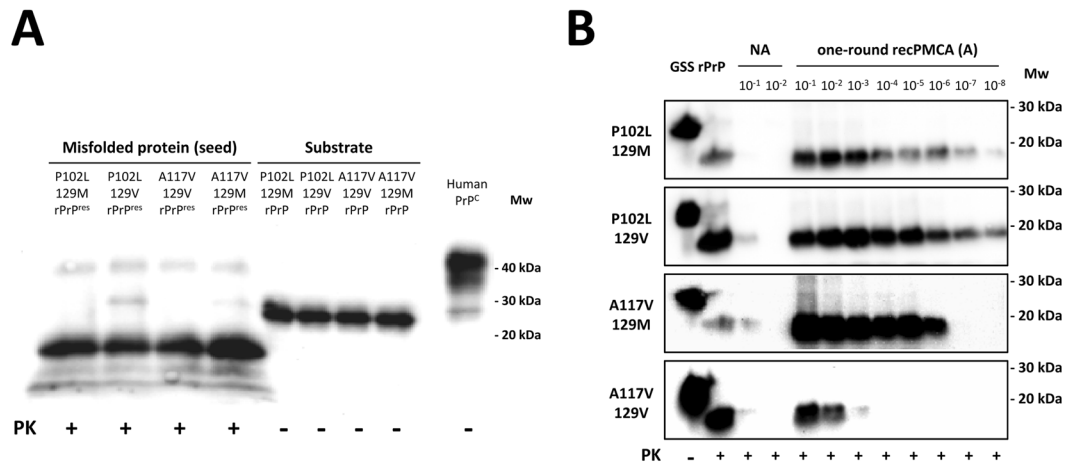 A
Misfolded protein (seed) Substrate
P102L P102L A117V A117V P102L P102L A117V A117V Human
129M 129V 129V 129M 129M 129V 129V 129M PrPᶜ Mw
rPrPʳᵉˢ rPrPʳᵉˢ rPrPʳᵉˢ rPrPʳᵉˢ rPrP rPrP rPrP rPrP
- 40 kDa
- 30 kDa
- 20 kDa
PK + + + + - - - - -
B
NA one-round recPMCA (A)
GSS rPrP 10⁻¹ 10⁻² 10⁻¹ 10⁻² 10⁻³ 10⁻⁴ 10⁻⁵ 10⁻⁶ 10⁻⁷ 10⁻⁸ Mw
P102L
129M
- 30 kDa
- 20 kDa
P102L
129V
- 30 kDa
- 20 kDa
A117V
129M
- 30 kDa
- 20 kDa
A117V
129V
- 30 kDa
- 20 kDa
PK - + + + + + + + + + + +